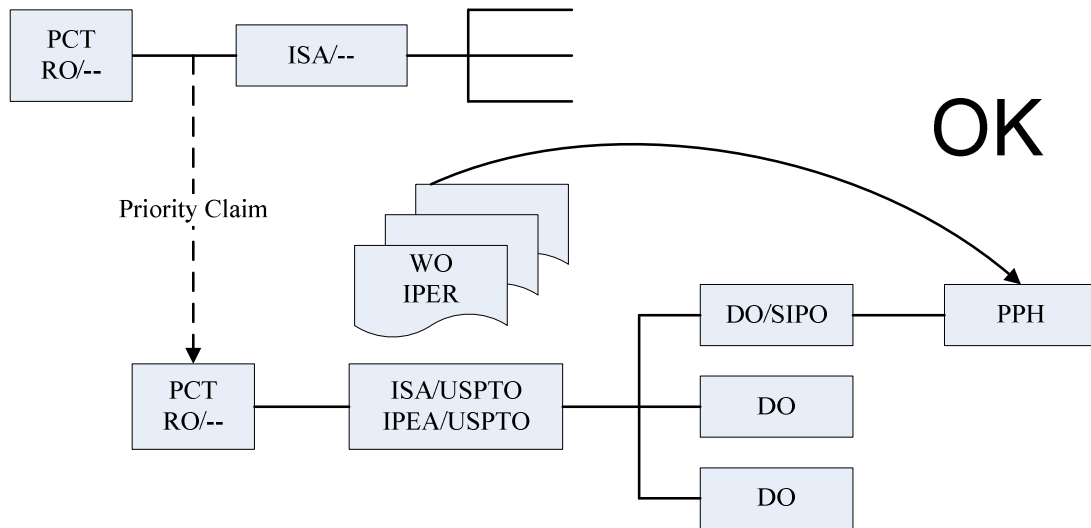 PCT
RO/--
ISA/--
OK
Priority Claim
WO
IPER
DO/SIPO
PPH
PCT
RO/--
ISA/USPTO
IPEA/USPTO
DO
DO